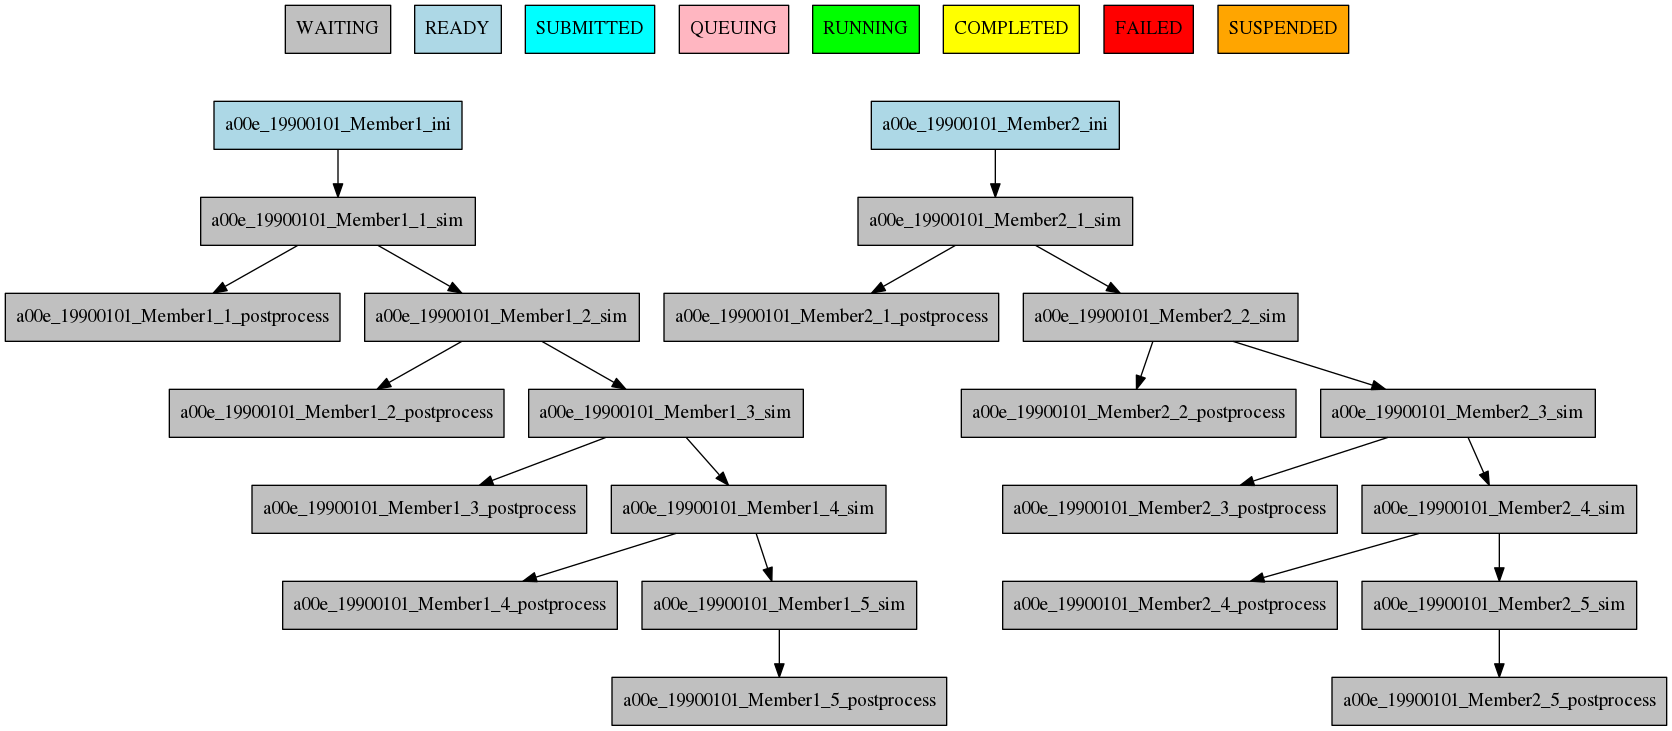 WAITING READY SUBMITTED QUEUING RUNNING COMPLETED FAILED SUSPENDED
a00e_19900101_Member1_ini a00e_19900101_Member2_ini
a00e_19900101_Member1_1_sim a00e_19900101_Member2_1_sim
a00e_19900101_Member1_1_postprocess a00e_19900101_Member1_2_sim a00e_19900101_Member2_1_postprocess a00e_19900101_Member2_2_sim
a00e_19900101_Member1_2_postprocess a00e_19900101_Member1_3_sim a00e_19900101_Member2_2_postprocess a00e_19900101_Member2_3_sim
a00e_19900101_Member1_3_postprocess a00e_19900101_Member1_4_sim a00e_19900101_Member2_3_postprocess a00e_19900101_Member2_4_sim
a00e_19900101_Member1_4_postprocess a00e_19900101_Member1_5_sim a00e_19900101_Member2_4_postprocess a00e_19900101_Member2_5_sim
a00e_19900101_Member1_5_postprocess a00e_19900101_Member2_5_postprocess